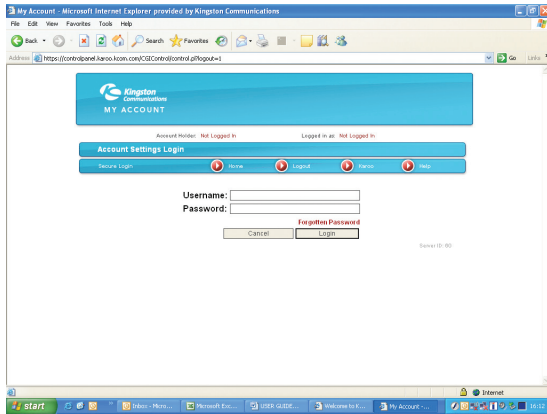 My Account - Microsoft Internet Explorer provided by Kingston Communications
File Edit View Favorites Tools Help
Back Search Favorites
Address https://controlpanel.karoo.kcom.com/CGIControl/control.pl?logout=1 Go Links
Kingston
Communications
MY ACCOUNT
Account Holder: Not Logged In Logged in as: Not Logged In
Account Settings Login
Secure Login Home Logout Karoo Help
Username:
Password:
Forgotten Password
Cancel Login
Server ID: 80
Internet
start Inbox - Micro... Microsoft Exc... USER GUIDE... Welcome to K... My Account -... 16:12